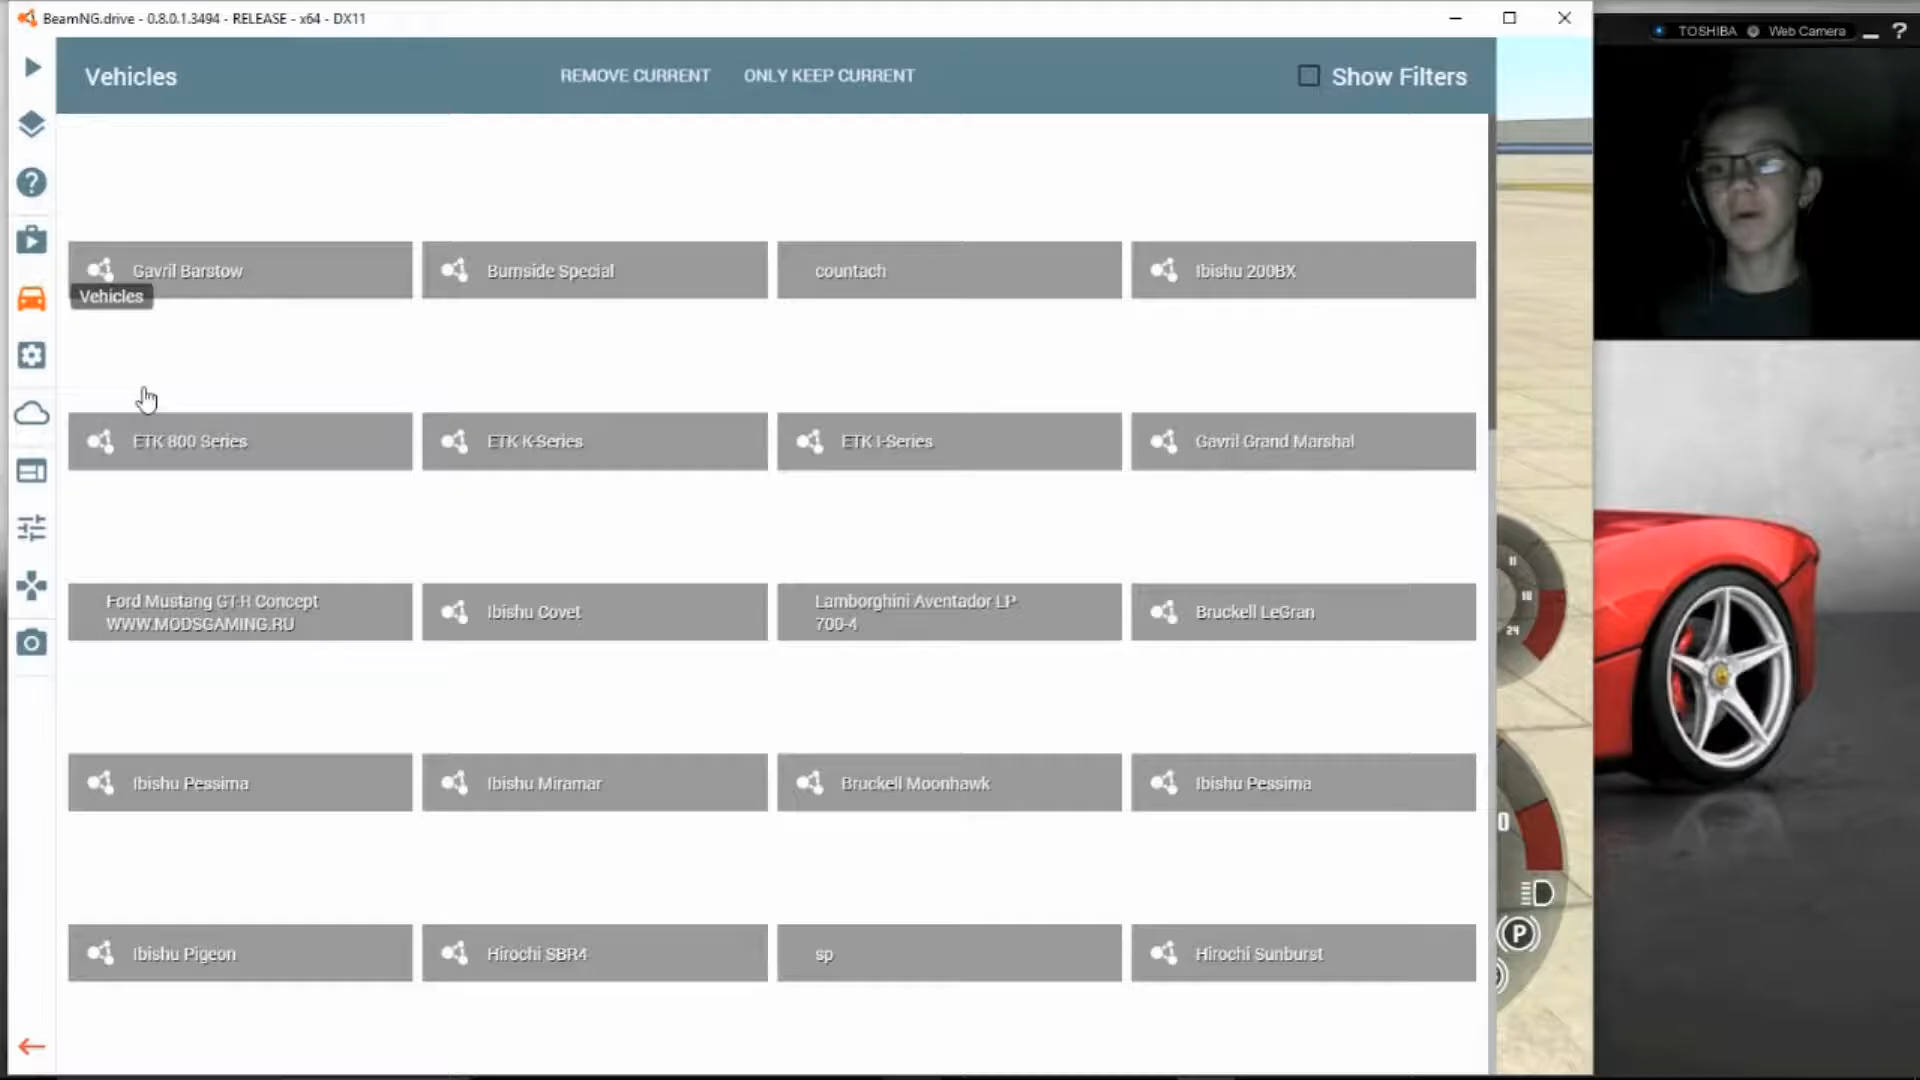 BeamNG.drive - 0.8.0.1.3494 - RELEASE - x64 - DX11
TOSHIBA Web Camera
?
Vehicles
REMOVE CURRENT
ONLY KEEP CURRENT
Show Filters
Gavril Barstow
Burnside Special
countach
Ibishu 200BX
Vehicles
ETK 800 Series
ETK K-Series
ETK I-Series
Gavril Grand Marshal
Ford Mustang GT-R Concept
WWW.MODSGAMING.RU
Ibishu Covet
Lamborghini Aventador LP
700-4
Bruckell LeGran
Ibishu Pessima
Ibishu Miramar
Bruckell Moonhawk
Ibishu Pessima
Ibishu Pigeon
Hirochi SBR4
sp
Hirochi Sunburst
18
24
0
P